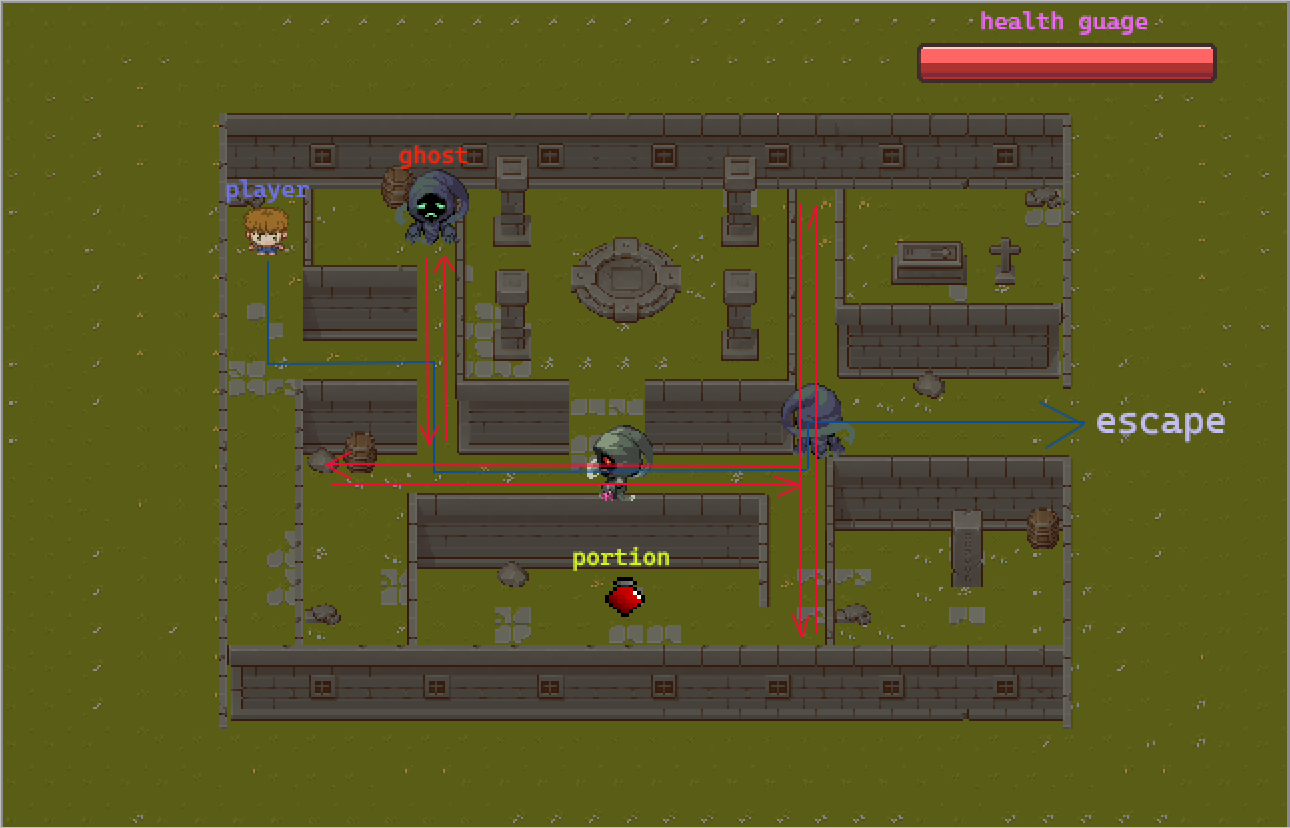 health guage
ghost
player
escape
portion